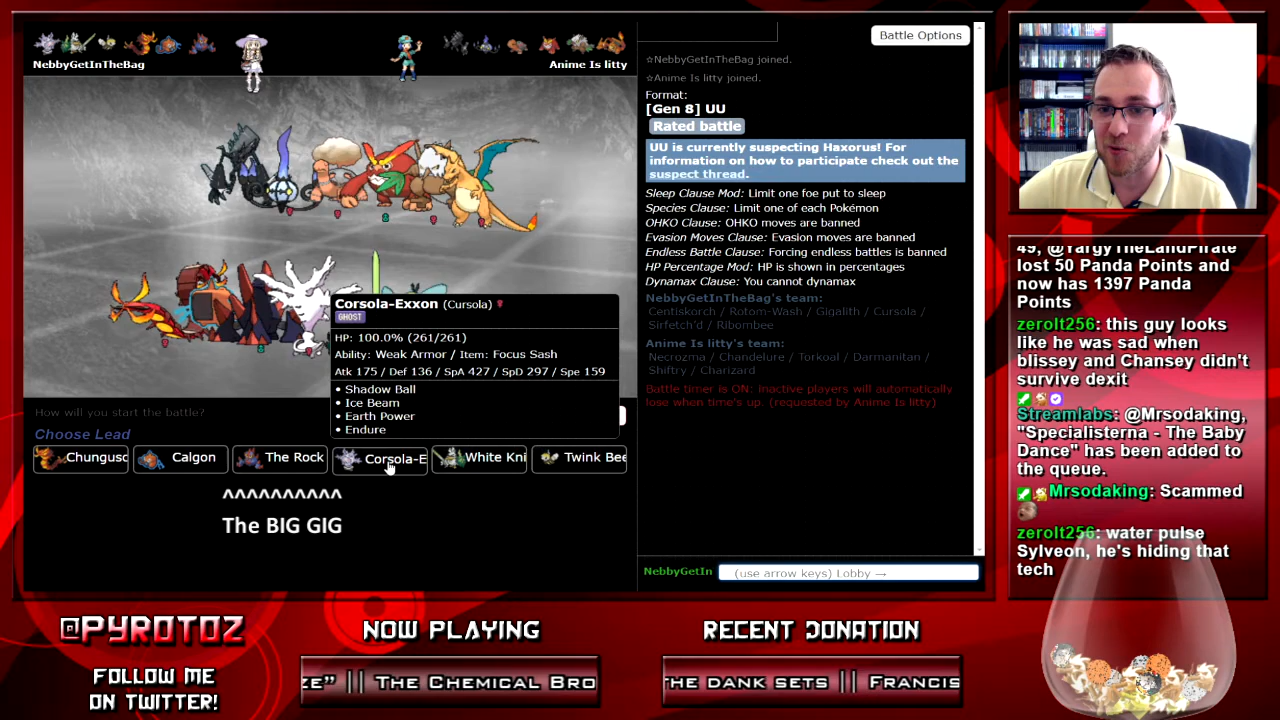 NebbyGetInTheBag
Anime Is litty
Battle Options
☆NebbyGetInTheBag joined.
☆Anime Is litty joined.
Format:
[Gen 8] UU
Rated battle
UU is currently suspecting Haxorus! For
information on how to participate check out the
suspect thread.
Sleep Clause Mod: Limit one foe put to sleep
Species Clause: Limit one of each Pokémon
OHKO Clause: OHKO moves are banned
Evasion Moves Clause: Evasion moves are banned
Endless Battle Clause: Forcing endless battles is banned
HP Percentage Mod: HP is shown in percentages
Dynamax Clause: You cannot dynamax
NebbyGetInTheBag's team:
Centiskorch / Rotom-Wash / Gigalith / Cursola /
Sirfetch'd / Ribombee
Anime Is litty's team:
Necrozma / Chandelure / Torkoal / Darmanitan /
Shiftry / Charizard
Battle timer is ON: inactive players will automatically
lose when time's up. (requested by Anime Is litty)
NebbyGetIn
(use arrow keys) Lobby →
Corsola-Exxon (Cursola)
GHOST
HP: 100.0% (261/261)
Ability: Weak Armor / Item: Focus Sash
Atk 175 / Def 136 / SpA 427 / SpD 297 / Spe 159
• Shadow Ball
• Ice Beam
• Earth Power
• Endure
How will you start the battle?
Choose Lead
Chungusc
Calgon
The Rock
Corsola-E
White Kni
Twink Bee
^^^^^^^^^^
The BIG GIG
49, @YargyTheLandPirate
lost 50 Panda Points and
now has 1397 Panda
Points
zerolt256: this guy looks
like he was sad when
blissey and Chansey didn't
survive dexit
Streamlabs: @Mrsodaking,
"Specialisterna - The Baby
Dance" has been added to
the queue.
Mrsodaking: Scammed
zerolt256: water pulse
Sylveon, he's hiding that
tech
@PYROTOZ
FOLLOW ME
ON TWITTER!
NOW PLAYING
ZE" || THE CHEMICAL BRO
RECENT DONATION
THE DANK SETS || FRANCIS